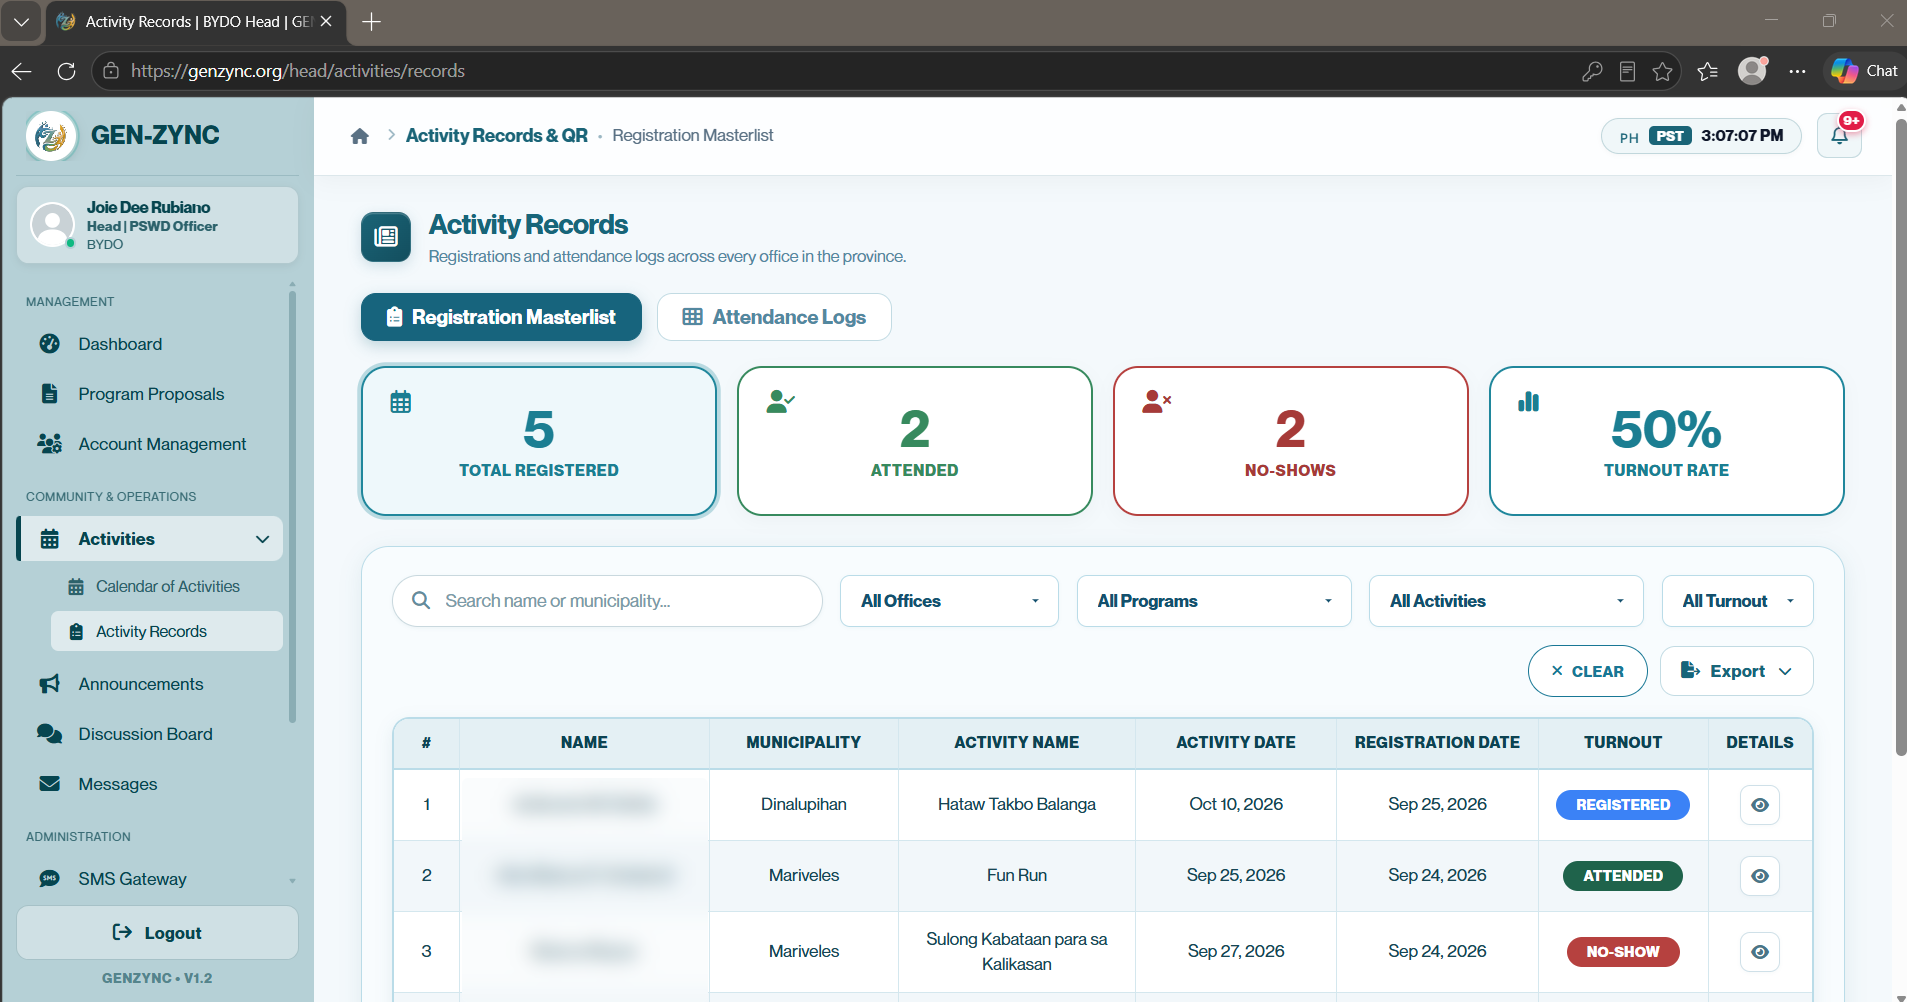 Activity Records | BYDO Head | GE
https://genzync.org/head/activities/records
Chat
GEN-ZYNC
Joie Dee Rubiano
Head | PSWD Officer
BYDO
MANAGEMENT
Dashboard
Program Proposals
Account Management
COMMUNITY & OPERATIONS
Activities
Calendar of Activities
Activity Records
Announcements
Discussion Board
Messages
ADMINISTRATION
SMS SMS Gateway
Logout
GENZYNC • V1.2
Activity Records & QR • Registration Masterlist
PH PST 3:07:07 PM
9+
Activity Records
Registrations and attendance logs across every office in the province.
Registration Masterlist
Attendance Logs
5
TOTAL REGISTERED
2
ATTENDED
2
NO-SHOWS
50%
TURNOUT RATE
Search name or municipality...
All Offices
All Programs
All Activities
All Turnout
× CLEAR
Export
# NAME MUNICIPALITY ACTIVITY NAME ACTIVITY DATE REGISTRATION DATE TURNOUT DETAILS
1 Dinalupihan Hataw Takbo Balanga Oct 10, 2026 Sep 25, 2026 REGISTERED
2 Mariveles Fun Run Sep 25, 2026 Sep 24, 2026 ATTENDED
3 Mariveles Sulong Kabataan para sa Kalikasan Sep 27, 2026 Sep 24, 2026 NO-SHOW